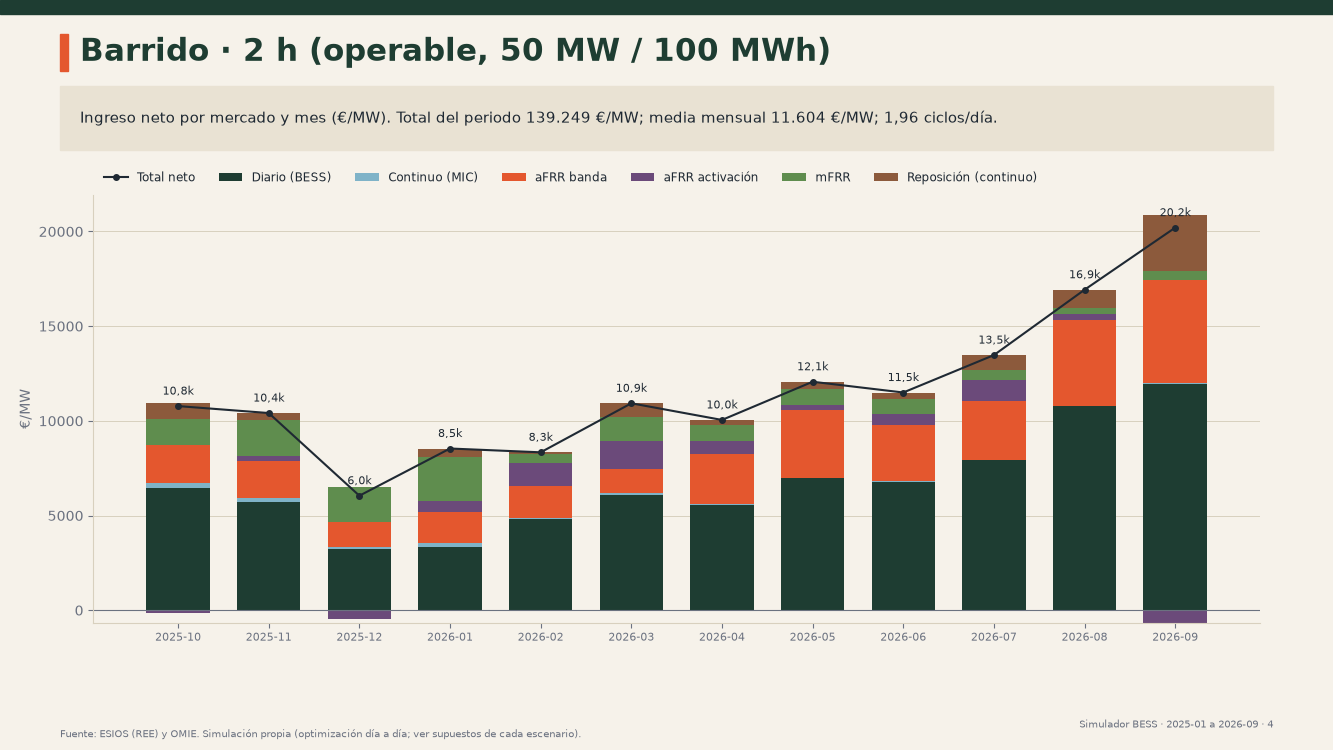 Barrido · 2 h (operable, 50 MW / 100 MWh)
Ingreso neto por mercado y mes (€/MW). Total del periodo 139.249 €/MW; media mensual 11.604 €/MW; 1,96 ciclos/día.
Total neto Diario (BESS) Continuo (MIC) aFRR banda aFRR activación mFRR Reposición (continuo)
€/MW
20000
15000
10000
5000
0
10,8k
10,4k
6,0k
8,5k
8,3k
10,9k
10,0k
12,1k
11,5k
13,5k
16,9k
20,2k
2025-10 2025-11 2025-12 2026-01 2026-02 2026-03 2026-04 2026-05 2026-06 2026-07 2026-08 2026-09
Simulador BESS · 2025-01 a 2026-09 · 4
Fuente: ESIOS (REE) y OMIE. Simulación propia (optimización día a día; ver supuestos de cada escenario).